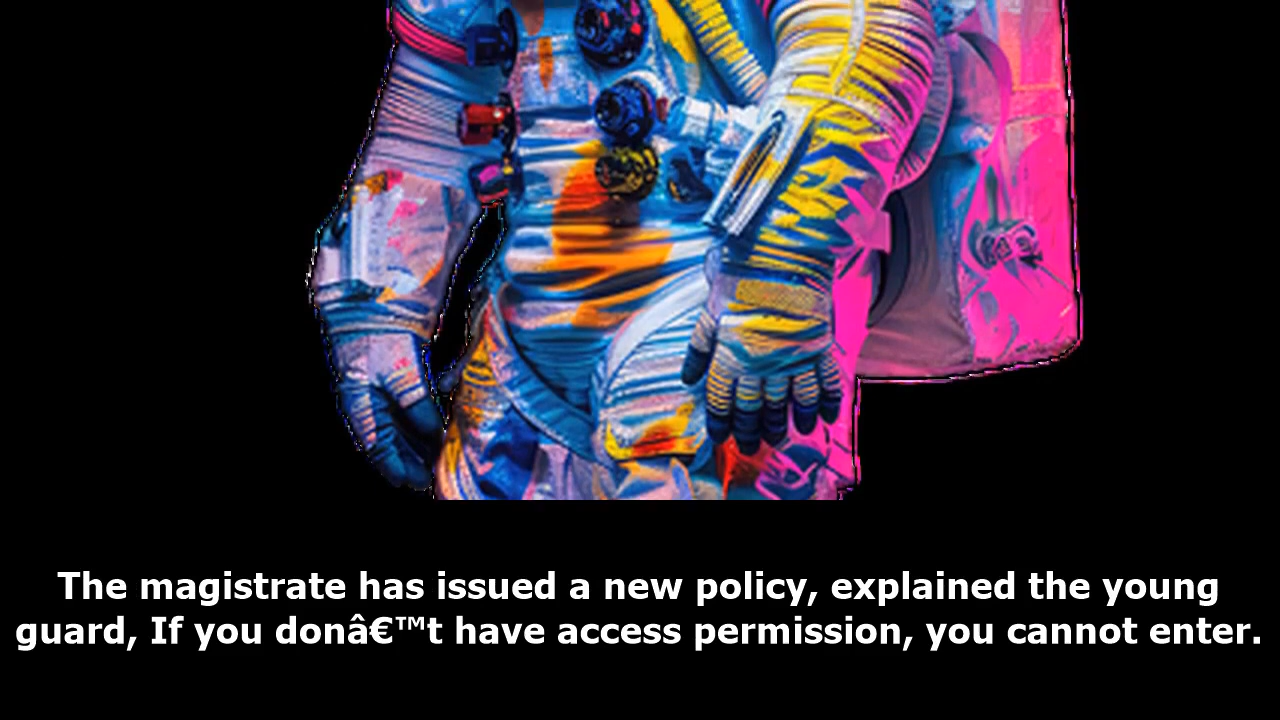 The magistrate has issued a new policy, explained the young
guard, If you donâ€™t have access permission, you cannot enter.